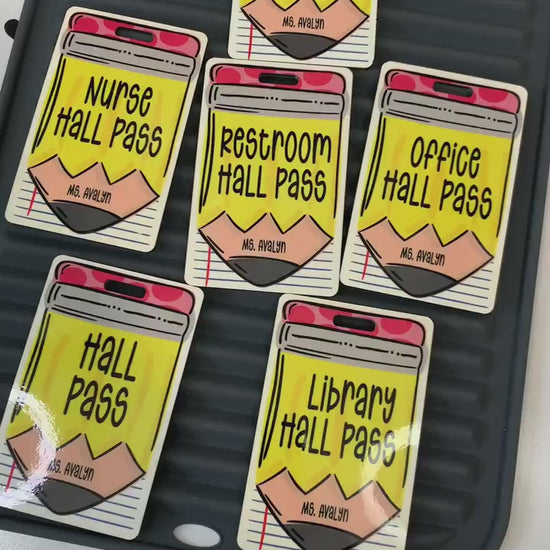 Ms. Avalyn
Nurse
Hall Pass
Ms. Avalyn
Restroom
Hall Pass
Ms. Avalyn
Office
Hall Pass
Ms. Avalyn
Hall
Pass
Ms. Avalyn
Library
Hall Pass
Ms. Avalyn